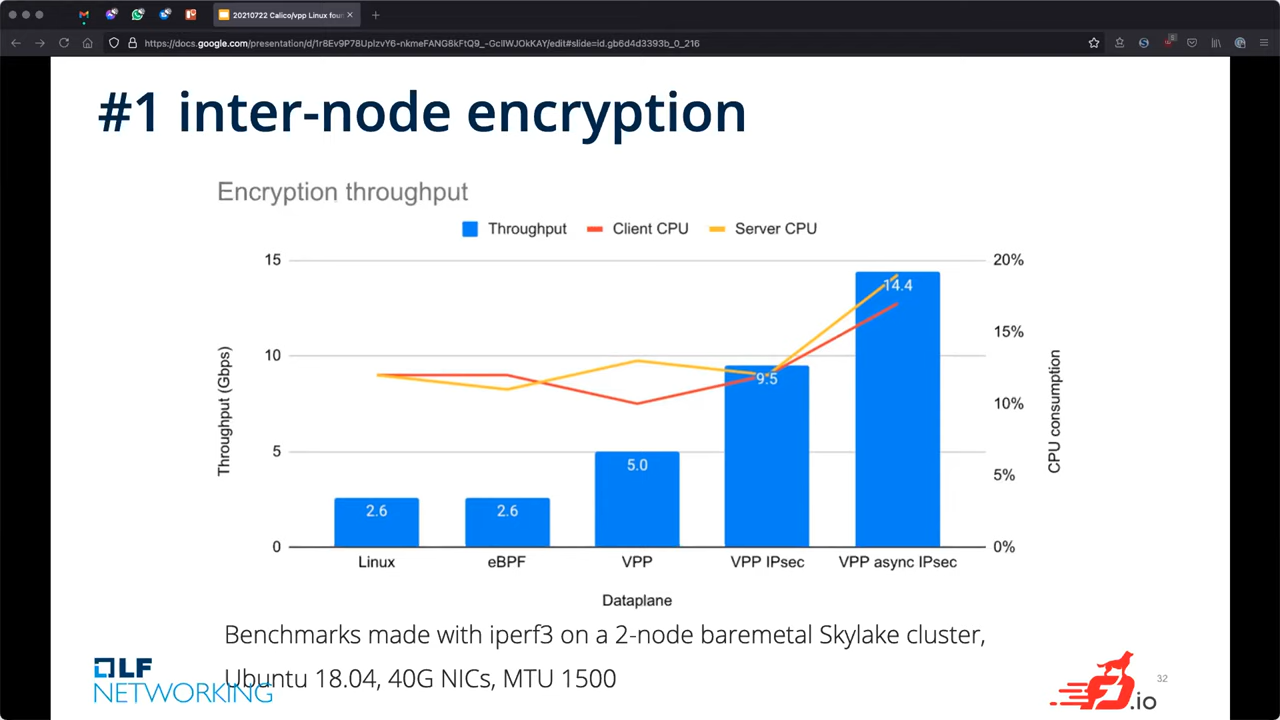 20210722 Calico/vpp Linux fou
https://docs.google.com/presentation/d/1r8Ev9P78UplzvY6-nkmeFANG8kFtQ9_-GclIWJOkKAY/edit#slide=id.gb6d4d3393b_0_216
#1 inter-node encryption
Encryption throughput
Throughput Client CPU Server CPU
15
10
5
0
Throughput (Gbps)
20%
15%
10%
5%
0%
CPU consumption
2.6
2.6
5.0
9.5
14.4
Linux eBPF VPP VPP IPsec VPP async IPsec
Dataplane
Benchmarks made with iperf3 on a 2-node baremetal Skylake cluster,
Ubuntu 18.04, 40G NICs, MTU 1500
LF
NETWORKING
FD.io
32